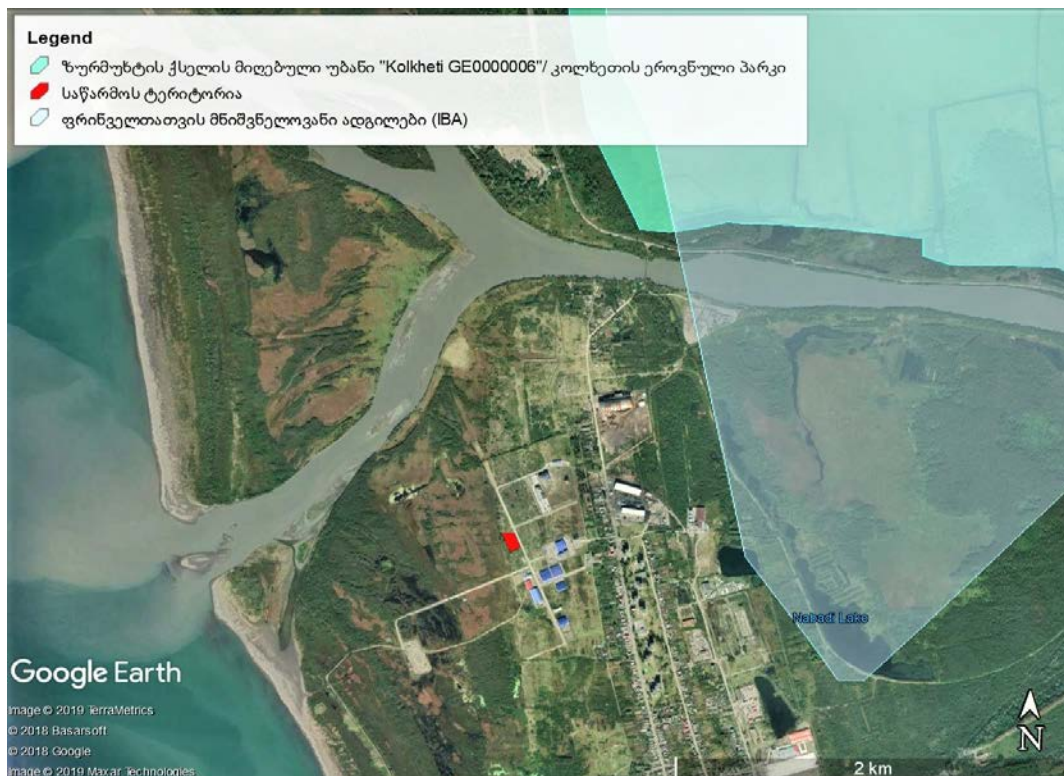 Legend
ზურმუხტის ქსელის მიღებული უბანი "Kolkheti GE0000006"/ კოლხეთის ეროვნული პარკი
საწარმოს ტერიტორია
ფრინველთათვის მნიშვნელოვანი ადგილები (IBA)
Nabadi Lake
Google Earth
Image © 2019 TerraMetrics
© 2018 Basarsoft
© 2018 Google
Image © 2019 Maxar Technologies
N
2 km